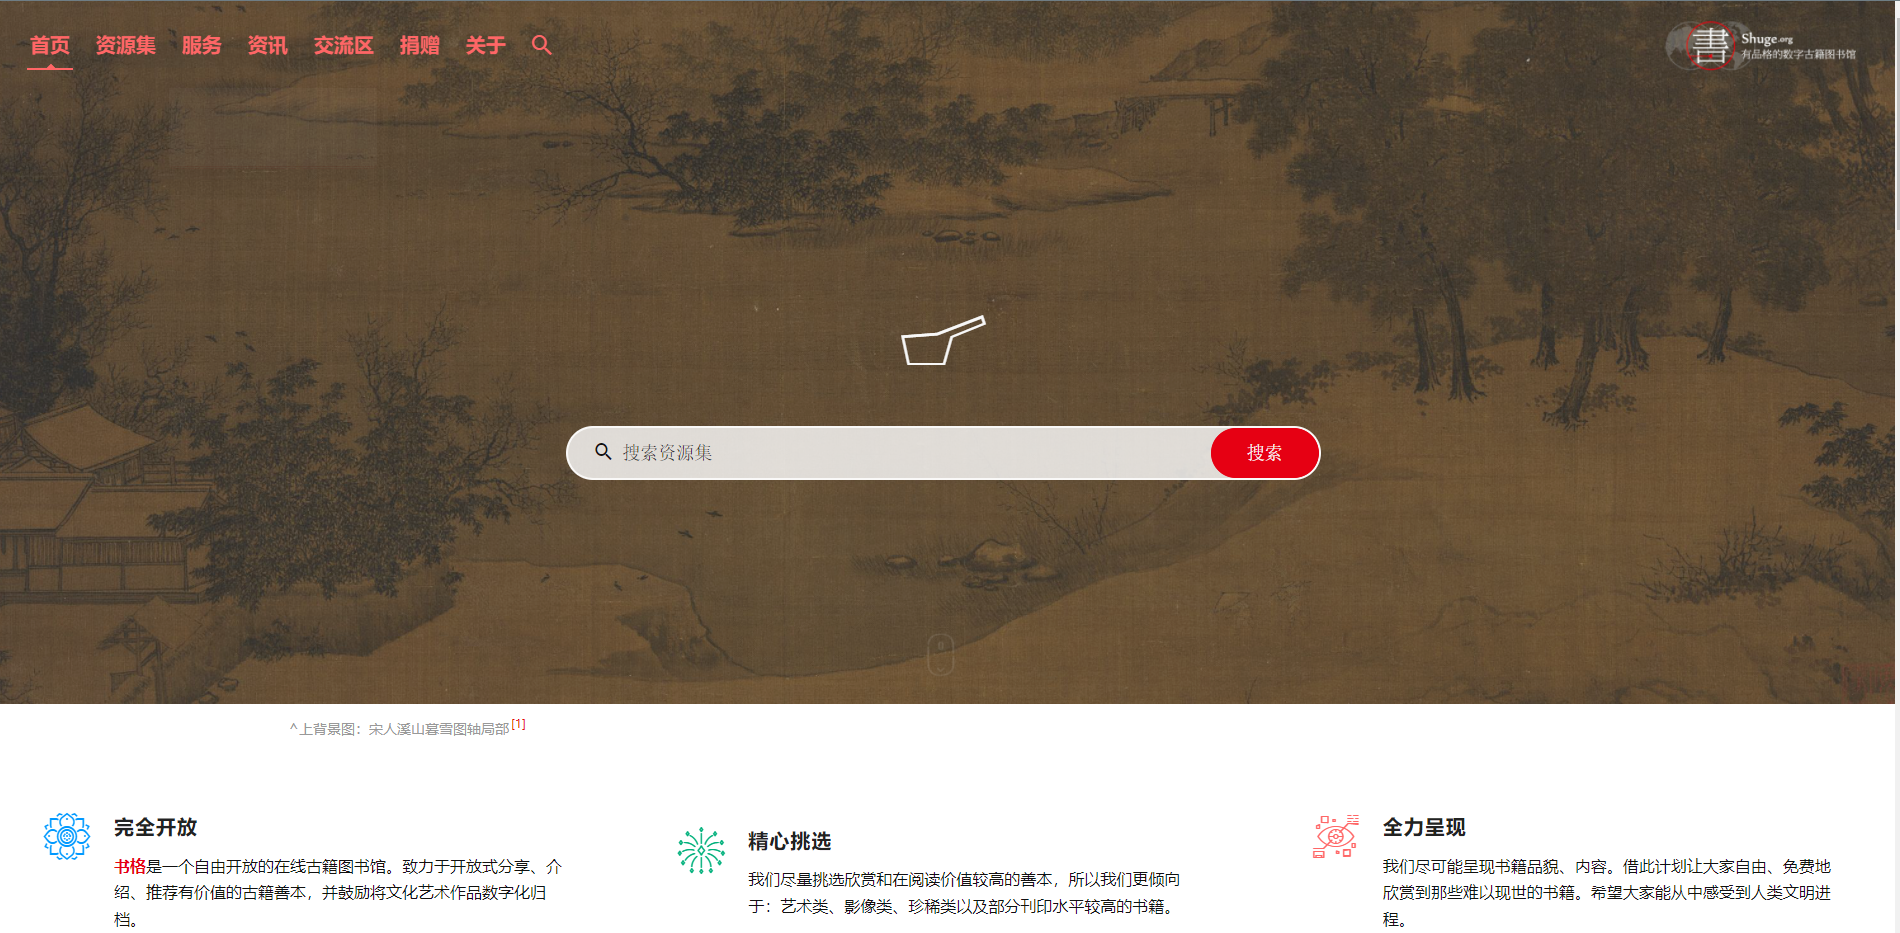 首页 资源集 服务 资讯 交流区 捐赠 关于
書
Shuge.org
有品格的数字古籍图书馆
搜索资源集
搜索
^上背景图：宋人溪山暮雪图轴局部[1]
完全开放
书格是一个自由开放的在线古籍图书馆。致力于开放式分享、介
绍、推荐有价值的古籍善本，并鼓励将文化艺术作品数字化归
档。
精心挑选
我们尽量挑选欣赏和在阅读价值较高的善本，所以我们更倾向
于：艺术类、影像类、珍稀类以及部分刊印水平较高的书籍。
全力呈现
我们尽可能呈现书籍品貌、内容。借此计划让大家自由、免费地
欣赏到那些难以现世的书籍。希望大家能从中感受到人类文明进
程。